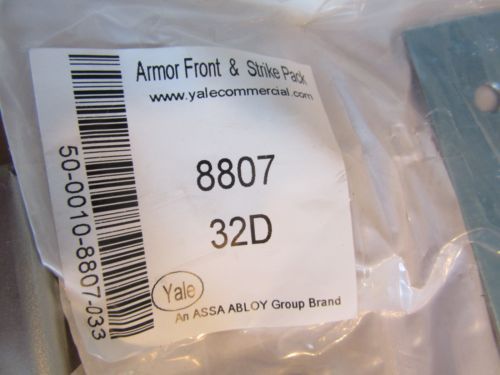 Armor Front & Strike Pack
www.yalecommercial.com
8807
32D
50-0010-8807-033
Yale
An ASSA ABLOY Group Brand